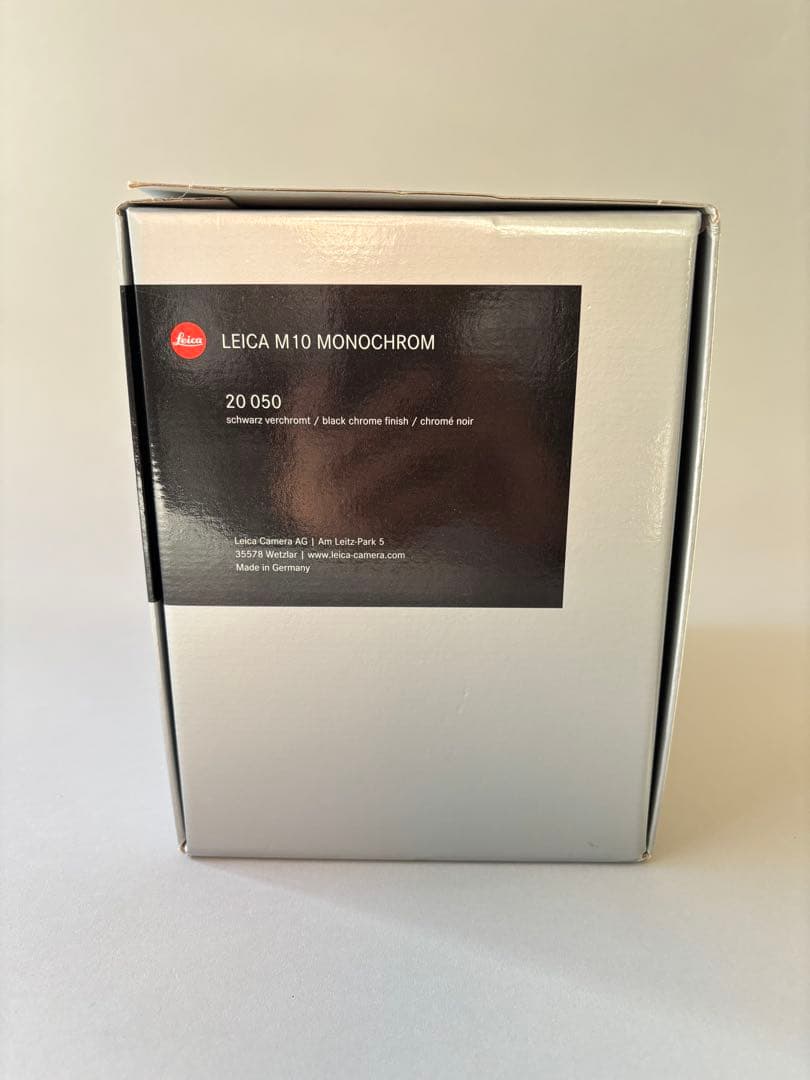 Leica LEICA M10 MONOCHROM
20 050
schwarz verchromt / black chrome finish / chromé noir
Leica Camera AG | Am Leitz-Park 5
35578 Wetzlar | www.leica-camera.com
Made in Germany